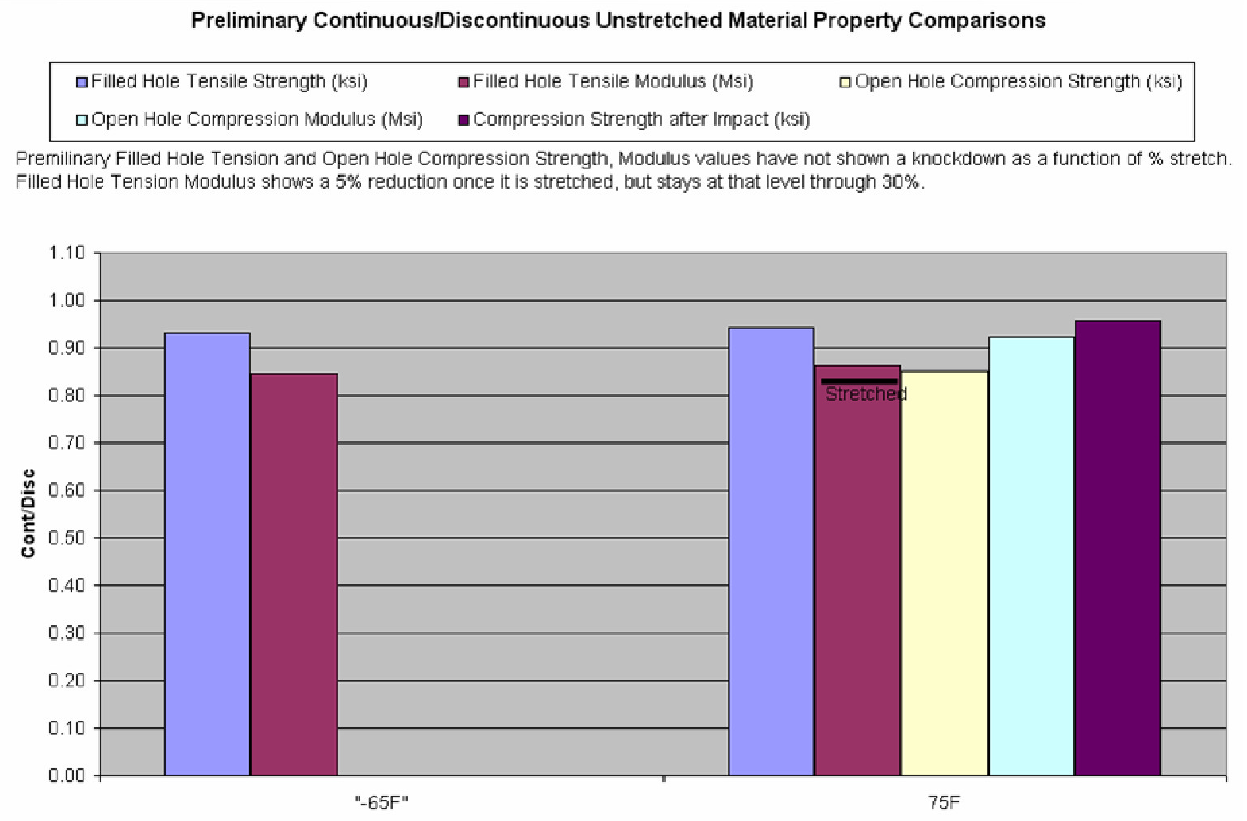 Preliminary Continuous/Discontinuous Unstretched Material Property Comparisons
Filled Hole Tensile Strength (ksi) Filled Hole Tensile Modulus (Msi) Open Hole Compression Strength (ksi)
Open Hole Compression Modulus (Msi) Compression Strength after Impact (ksi)
Premilinary Filled Hole Tension and Open Hole Compression Strength, Modulus values have not shown a knockdown as a function of % stretch.
Filled Hole Tension Modulus shows a 5% reduction once it is stretched, but stays at that level through 30%.
1.10
1.00
0.90
0.80
0.70
0.60
0.50
0.40
0.30
0.20
0.10
0.00
Cont/Disc
Stretched
"-65F" 75F